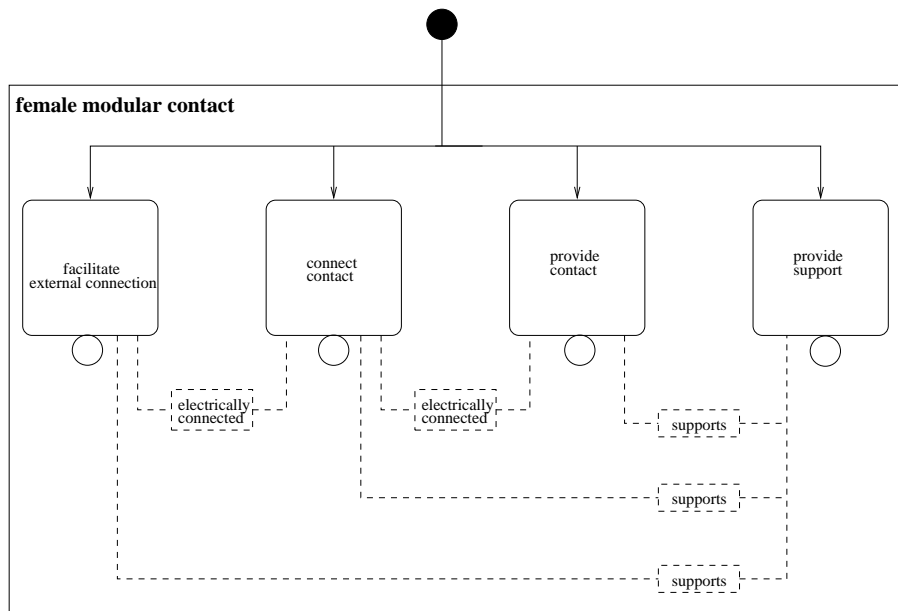 female modular contact
facilitate
external connection
connect
contact
provide
contact
provide
support
electrically
connected
electrically
connected
supports
supports
supports